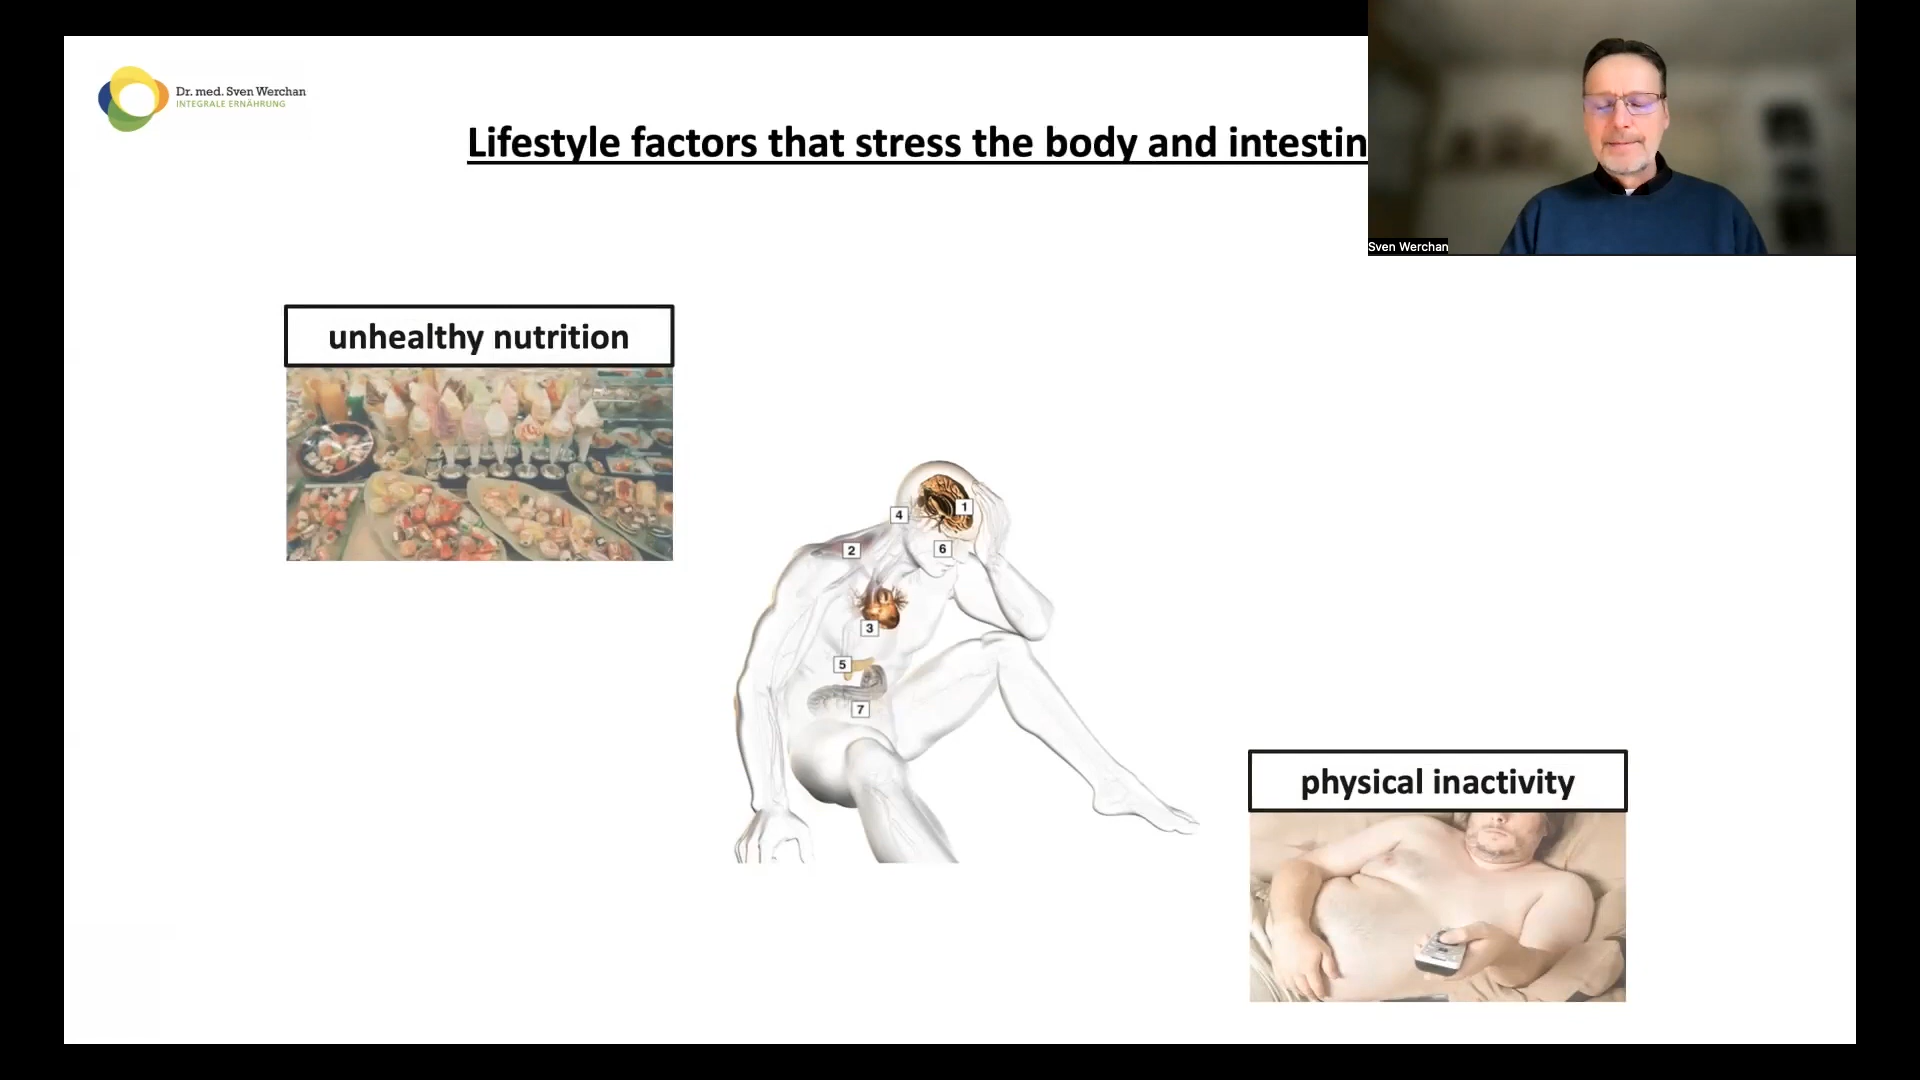 Dr. med. Sven Werchan
INTEGRALE ERNÄHRUNG
Lifestyle factors that stress the body and intestin
Sven Werchan
unhealthy nutrition
1
4
6
2
3
5
7
physical inactivity